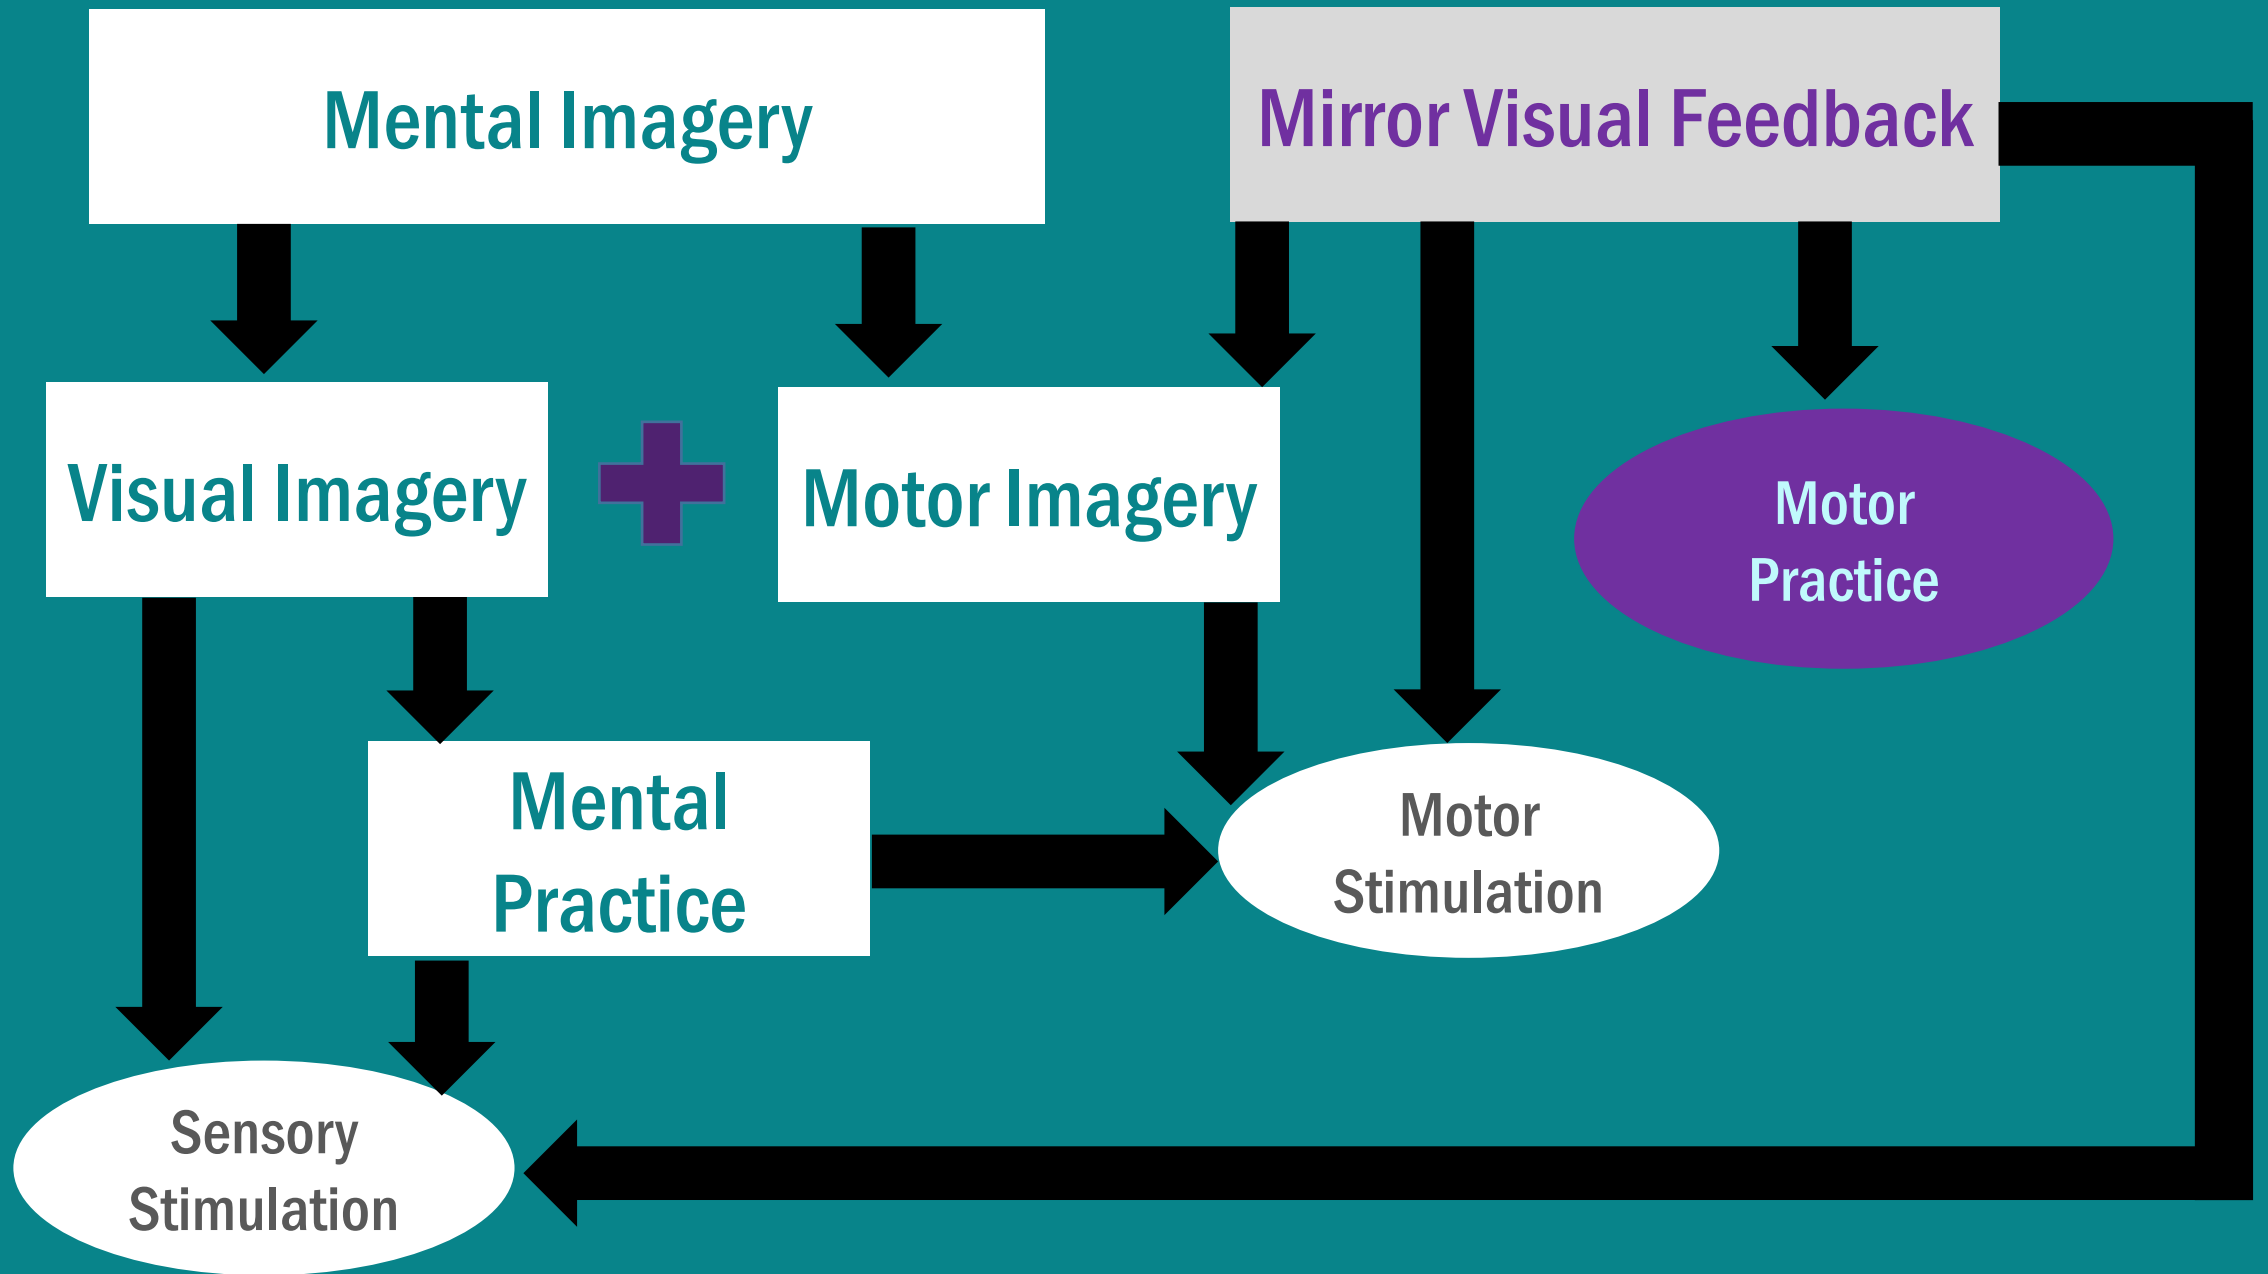 Mental Imagery
Mirror Visual Feedback
Visual Imagery
Motor Imagery
Motor
Practice
Mental
Practice
Motor
Stimulation
Sensory
Stimulation